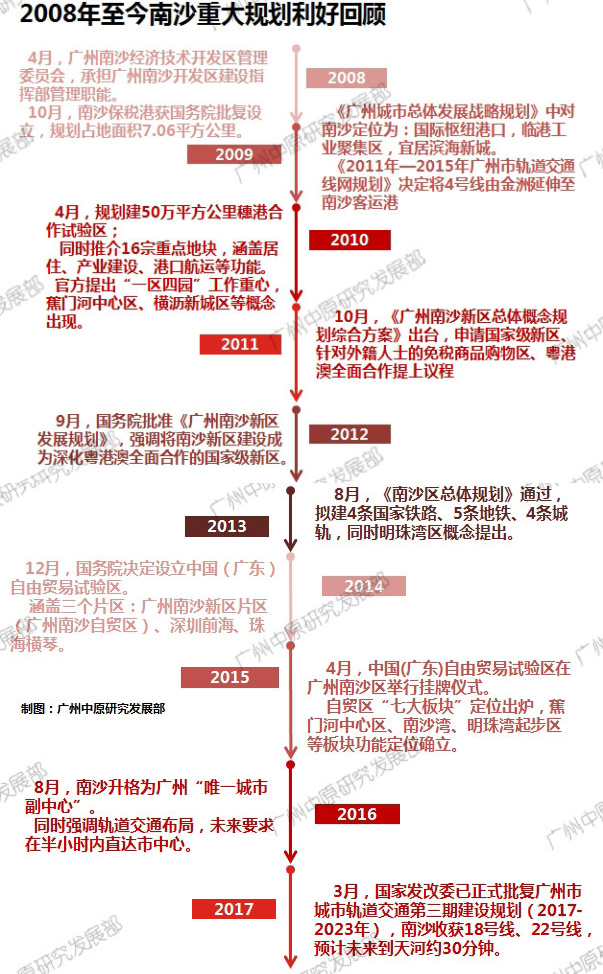 2008年至今南沙重大规划利好回顾
4月，广州南沙经济技术开发区管理
委员会，承担广州南沙开发区建设指
挥部管理职能。
10月，南沙保税港获国务院批复设
立，规划占地面积7.06平方公里。
2008
2009
《广州城市总体发展战略规划》中对
南沙定位为：国际枢纽港口，临港工
业聚集区，宜居滨海新城。
《2011年—2015年广州市轨道交通
线网规划》决定将4号线由金洲延伸至
南沙客运港
4月，规划建50万平方公里穗港合
作试验区；
同时推介16宗重点地块，涵盖居
住、产业建设、港口航运等功能。
官方提出“一区四园”工作重心，
蕉门河中心区、横沥新城区等概念
出现。
2010
2011
10月，《广州南沙新区总体概念规
划综合方案》出台，申请国家级新区、
针对外籍人士的免税商品购物区、粤港
澳全面合作提上议程
9月，国务院批准《广州南沙新区
发展规划》，强调将南沙新区建设成
为深化粤港澳全面合作的国家级新区。
2012
2013
8月，《南沙区总体规划》通过，
拟建4条国家铁路、5条地铁、4条城
轨，同时明珠湾区概念提出。
12月，国务院决定设立中国（广东）
自由贸易试验区。
涵盖三个片区：广州南沙新区片区
（广州南沙自贸区）、深圳前海、珠
海横琴。
2014
2015
4月，中国(广东)自由贸易试验区在
广州南沙区举行挂牌仪式。
自贸区“七大板块”定位出炉，蕉
门河中心区、南沙湾、明珠湾起步区
等板块功能定位确立。
制图：广州中原研究发展部
8月，南沙升格为广州“唯一城市
副中心”。
同时强调轨道交通布局，未来要求
在半小时内直达市中心。
2016
2017
3月，国家发改委已正式批复广州市
城市轨道交通第三期建设规划（2017-
2023年），南沙收获18号线、22号线，
预计未来到天河约30分钟。
广州中原研究发展部